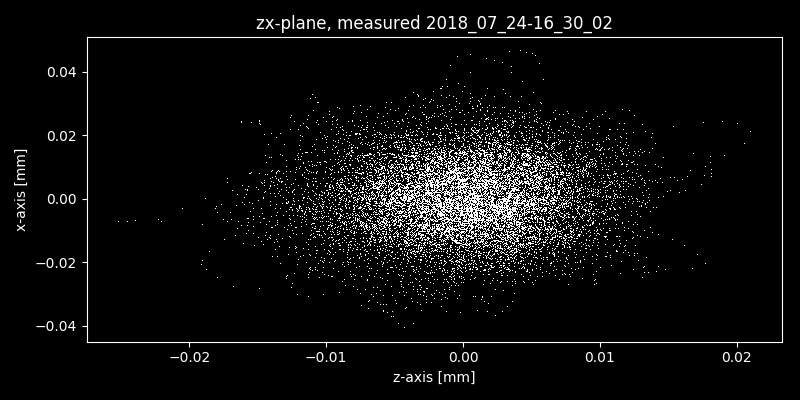 zx-plane, measured 2018_07_24-16_30_02
0.04
0.02
0.00
−0.02
−0.04
x-axis [mm]
−0.02 −0.01 0.00 0.01 0.02
z-axis [mm]